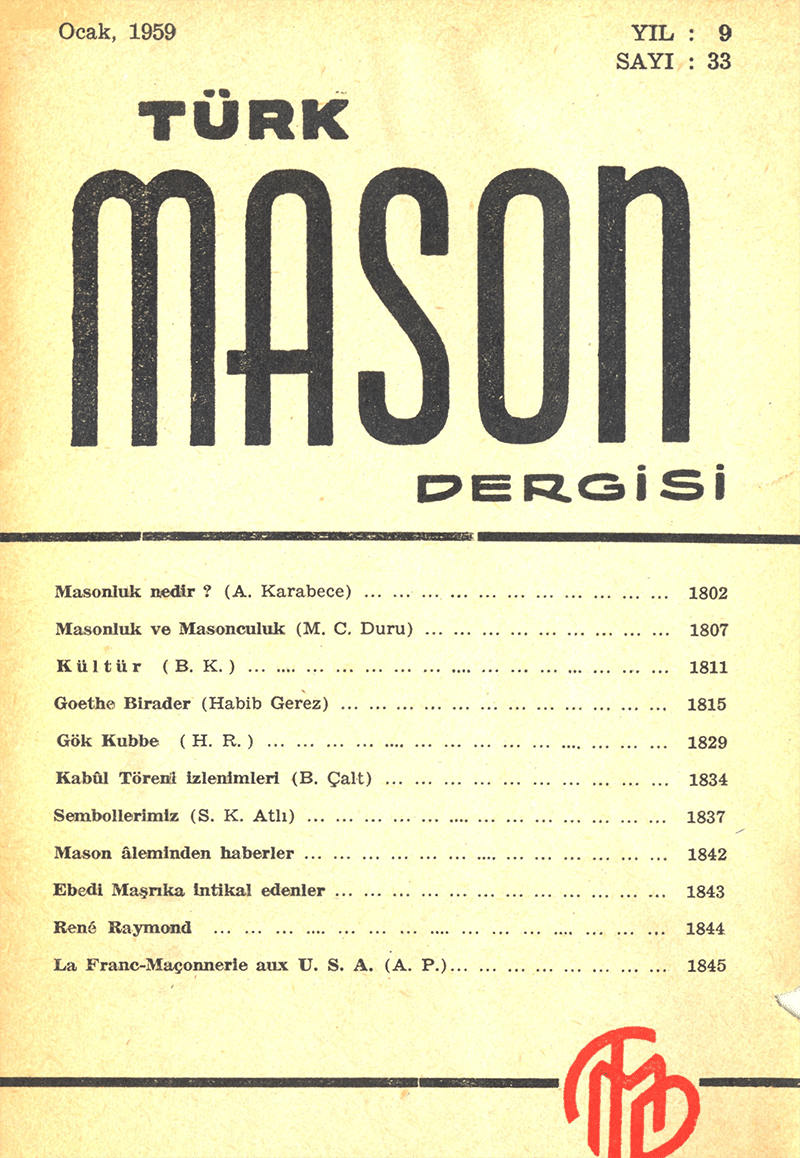 Ocak, 1959
YIL : 9
SAYI : 33
TÜRK
MASON
DERGİSİ
Masonluk nedir ? (A. Karabece) ... ... ... ... ... ... ... ... ... ... ... 1802
Masonluk ve Masonculuk (M. C. Duru) ... ... ... ... ... ... ... ... ... 1807
Kültür (B. K.) ... .... ... ... ... ... ... .... ... ... ... ... ... ... ... 1811
Goethe Birader (Habib Gerez) ... ... ... ... ... ... ... ... ... ... ... ... 1815
Gök Kubbe (H. R.) ... ... ... ... .... ... ... ... ... ... .... ... ... ... 1829
Kabûl Töreni izlenimleri (B. Çalt) ... ... ... ... ... ... ... ... ... ... 1834
Sembollerimiz (S. K. Atlı) ... ... ... ... ... .... ... ... ... ... ... ... ... 1837
Mason âleminden haberler ... ... ... ... ... ... .... ... ... ... ... ... ... 1842
Ebedi Maşrıka intikal edenler ... ... ... ... ... ... ... ... ... ... ... ... 1843
René Raymond ... ... ... .... ... ... ... .... ... ... ... .... ... ... ... ... 1844
La Franc-Maçonnerie aux U. S. A. (A. P.)... ... ... ... ... ... ... ... 1845
TMD